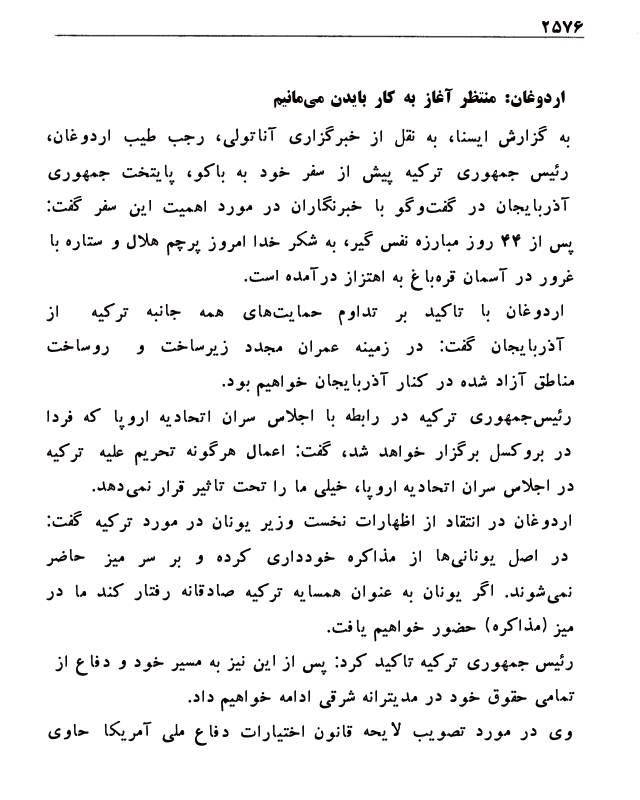 ۲۵۷۶
اردوغان: منتظر آغاز به کار بایدن می‌مانیم
به گزارش ایسنا، به نقل از خبرگزاری آناتولی، رجب طیب اردوغان،
رئیس جمهوری ترکیه پیش از سفر خود به باکو، پایتخت جمهوری
آذربایجان در گفت‌وگو با خبرنگاران در مورد اهمیت این سفر گفت:
پس از ۴۴ روز مبارزه نفس گیر، به شکر خدا امروز پرچم هلال و ستاره با
غرور در آسمان قره‌باغ به اهتزاز درآمده است.
اردوغان با تاکید بر تداوم حمایت‌های همه جانبه ترکیه از
آذربایجان گفت: در زمینه عمران مجدد زیرساخت و روساخت
مناطق آزاد شده در کنار آذربایجان خواهیم بود.
رئیس‌جمهوری ترکیه در رابطه با اجلاس سران اتحادیه اروپا که فردا
در بروکسل برگزار خواهد شد، گفت: اعمال هرگونه تحریم علیه ترکیه
در اجلاس سران اتحادیه اروپا، خیلی ما را تحت تاثیر قرار نمی‌دهد.
اردوغان در انتقاد از اظهارات نخست وزیر یونان در مورد ترکیه گفت:
در اصل یونانی‌ها از مذاکره خودداری کرده و بر سر میز حاضر
نمی‌شوند. اگر یونان به عنوان همسایه ترکیه صادقانه رفتار کند ما در
میز (مذاکره) حضور خواهیم یافت.
رئیس جمهوری ترکیه تاکید کرد: پس از این نیز به مسیر خود و دفاع از
تمامی حقوق خود در مدیترانه شرقی ادامه خواهیم داد.
وی در مورد تصویب لایحه قانون اختیارات دفاع ملی آمریکا حاوی